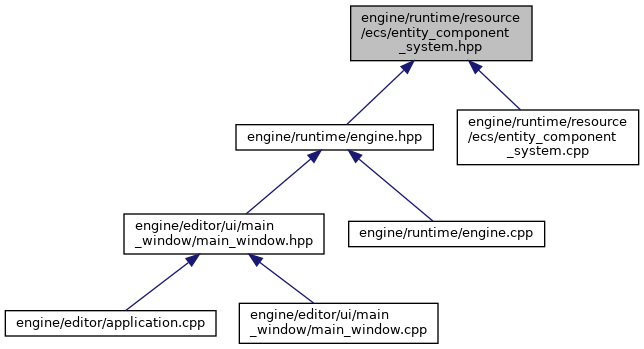 engine/runtime/resource
/ecs/entity_component
_system.hpp
engine/runtime/engine.hpp
engine/runtime/resource
/ecs/entity_component
_system.cpp
engine/editor/ui/main
_window/main_window.hpp
engine/runtime/engine.cpp
engine/editor/application.cpp
engine/editor/ui/main
_window/main_window.cpp